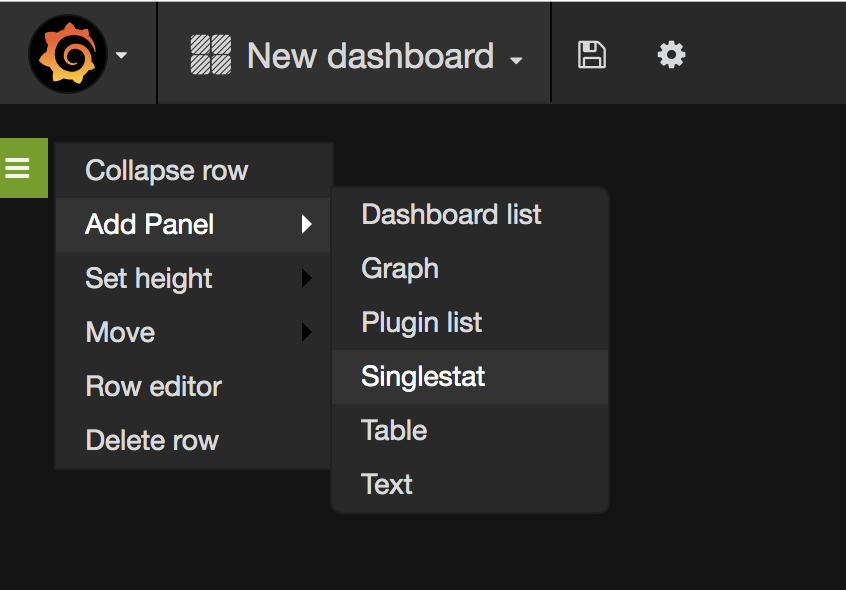 New dashboard
Collapse row
Add Panel
Set height
Move
Row editor
Delete row
Dashboard list
Graph
Plugin list
Singlestat
Table
Text